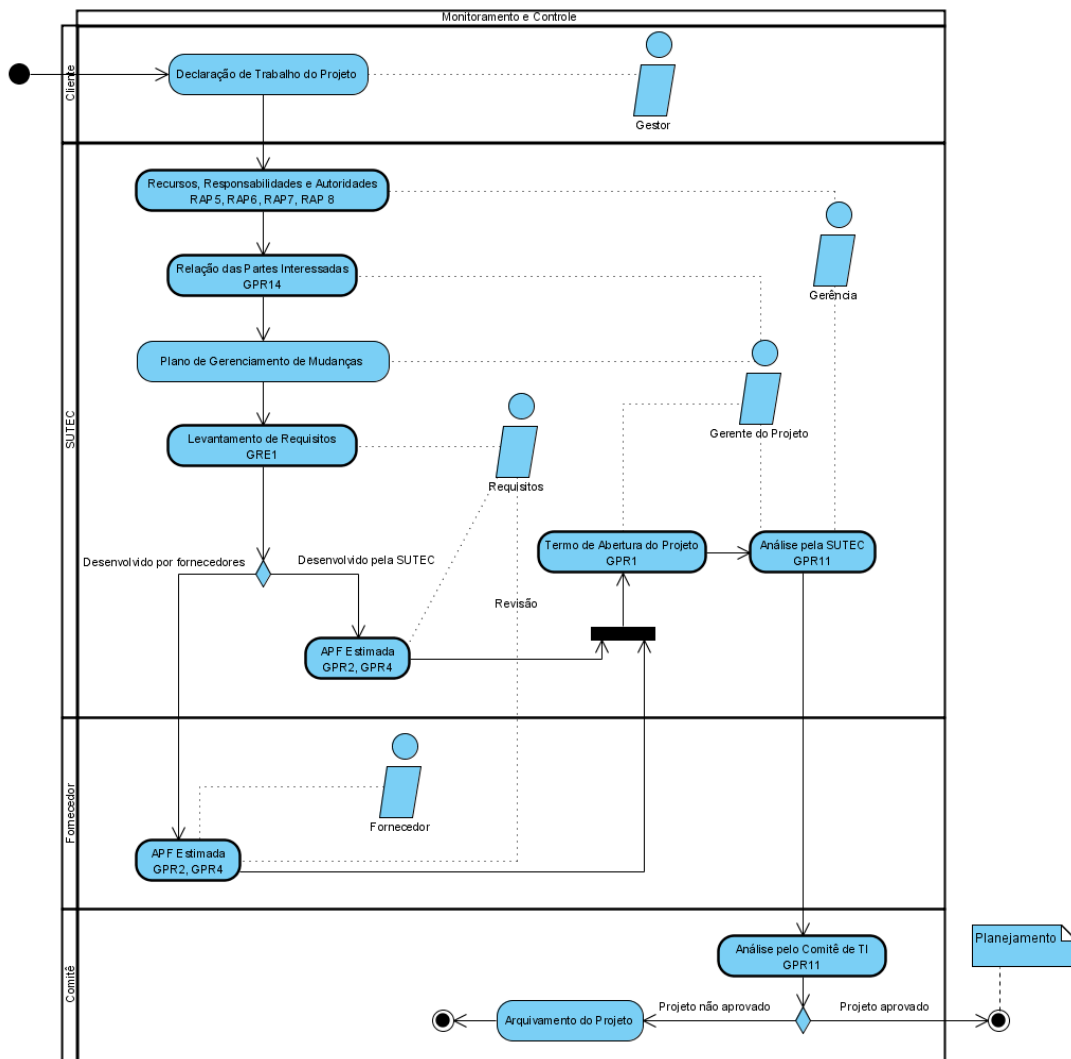 Monitoramento e Controle
Cliente
Declaração de Trabalho do Projeto
Gestor
SUTEC
Recursos, Responsabilidades e Autoridades
RAP5, RAP6, RAP7, RAP 8
Gerência
Relação das Partes Interessadas
GPR14
Plano de Gerenciamento de Mudanças
Gerente do Projeto
Levantamento de Requisitos
GRE1
Requisitos
Desenvolvido por fornecedores
Desenvolvido pela SUTEC
Termo de Abertura do Projeto
GPR1
Análise pela SUTEC
GPR11
Revisão
APF Estimada
GPR2, GPR4
Fornecedor
Fornecedor
APF Estimada
GPR2, GPR4
Comitê
Análise pelo Comitê de TI
GPR11
Planejamento
Projeto não aprovado
Projeto aprovado
Arquivamento do Projeto